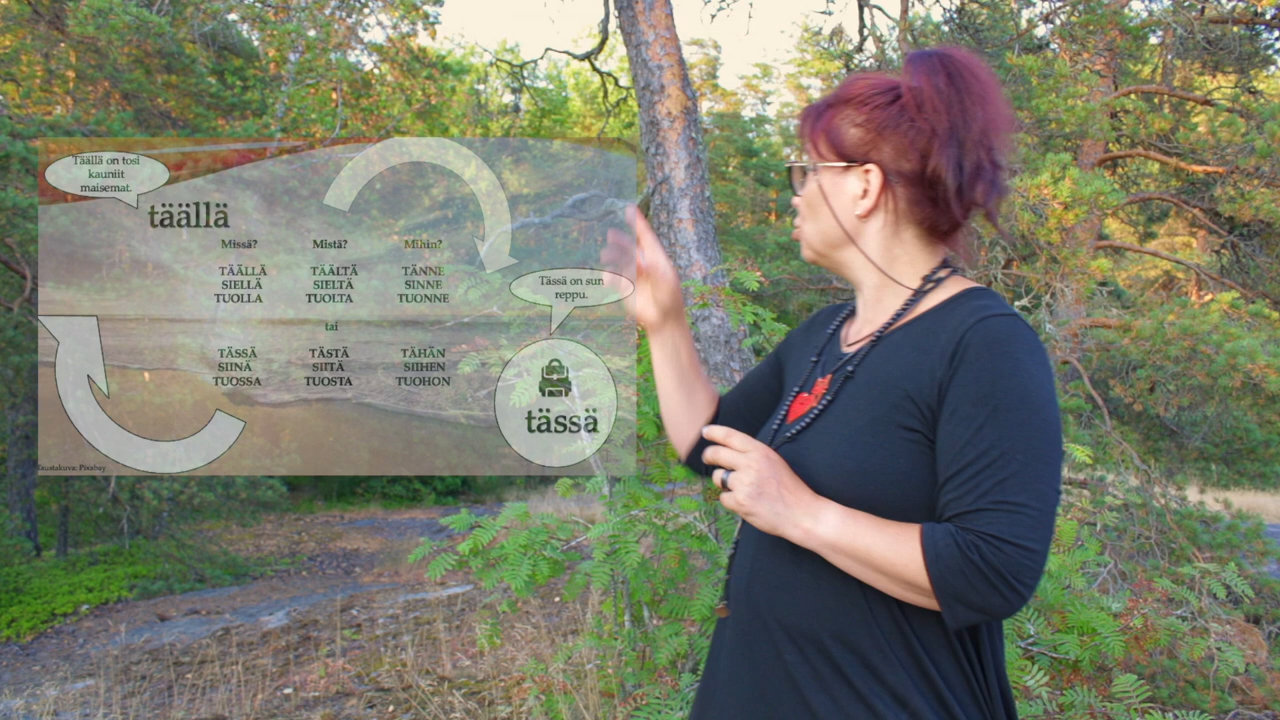 Täällä on tosi
kauniit
maisemat.
täällä
Missä? Mistä? Mihin?
TÄÄLLÄ TÄÄLTÄ TÄNNE
SIELLÄ SIELTÄ SINNE
TUOLLA TUOLTA TUONNE
tai
TÄSSÄ TÄSTÄ TÄHÄN
SIINÄ SIITÄ SIIHEN
TUOSSA TUOSTA TUOHON
Tässä on sun
reppu.
tässä
Taustakuva: Pixabay